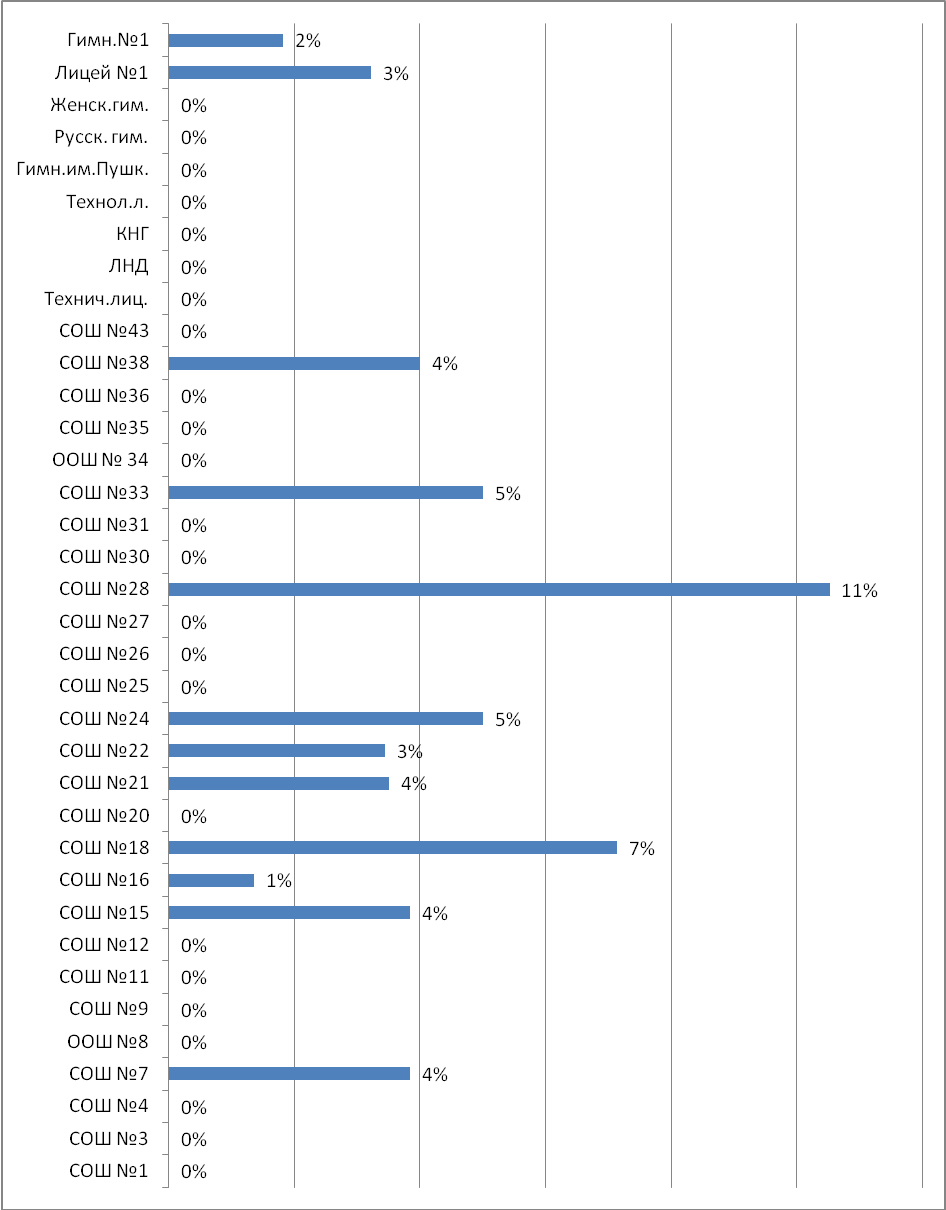 Гимн.№1 2%
Лицей №1 3%
Женск.гим. 0%
Русск. гим. 0%
Гимн.им.Пушк. 0%
Технол.л. 0%
КНГ 0%
ЛНД 0%
Технич.лиц. 0%
СОШ №43 0%
СОШ №38 4%
СОШ №36 0%
СОШ №35 0%
ООШ № 34 0%
СОШ №33 5%
СОШ №31 0%
СОШ №30 0%
СОШ №28 11%
СОШ №27 0%
СОШ №26 0%
СОШ №25 0%
СОШ №24 5%
СОШ №22 3%
СОШ №21 4%
СОШ №20 0%
СОШ №18 7%
СОШ №16 1%
СОШ №15 4%
СОШ №12 0%
СОШ №11 0%
СОШ №9 0%
ООШ №8 0%
СОШ №7 4%
СОШ №4 0%
СОШ №3 0%
СОШ №1 0%